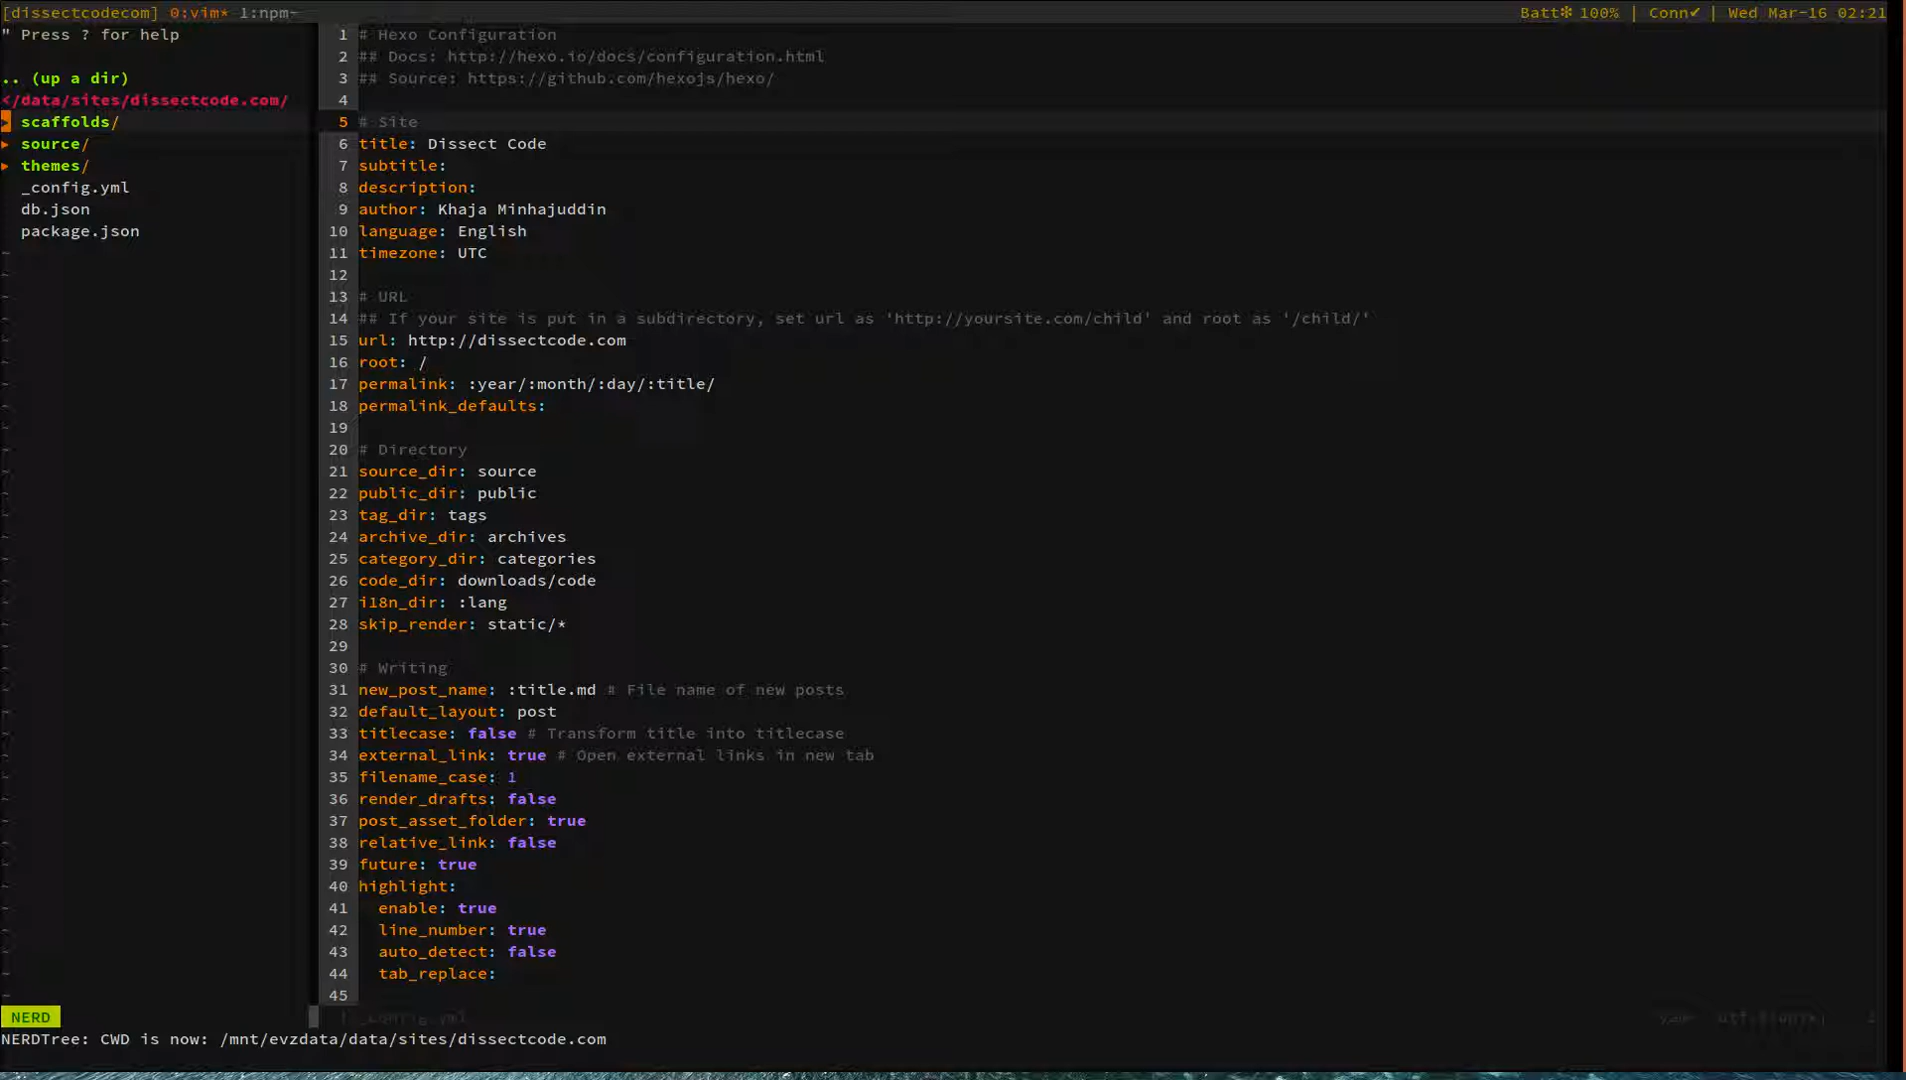 [dissectcodecom] 0:vim* 1:npm- Batt❇ 100% | Conn✔ | Wed Mar-16 02:21
" Press ? for help
.. (up a dir)
</data/sites/dissectcode.com/
▸ scaffolds/
▸ source/
▸ themes/
_config.yml
db.json
package.json
1 # Hexo Configuration
2 ## Docs: http://hexo.io/docs/configuration.html
3 ## Source: https://github.com/hexojs/hexo/
4
5 # Site
6 title: Dissect Code
7 subtitle:
8 description:
9 author: Khaja Minhajuddin
10 language: English
11 timezone: UTC
12
13 # URL
14 ## If your site is put in a subdirectory, set url as 'http://yoursite.com/child' and root as '/child/'
15 url: http://dissectcode.com
16 root: /
17 permalink: :year/:month/:day/:title/
18 permalink_defaults:
19
20 # Directory
21 source_dir: source
22 public_dir: public
23 tag_dir: tags
24 archive_dir: archives
25 category_dir: categories
26 code_dir: downloads/code
27 i18n_dir: :lang
28 skip_render: static/*
29
30 # Writing
31 new_post_name: :title.md # File name of new posts
32 default_layout: post
33 titlecase: false # Transform title into titlecase
34 external_link: true # Open external links in new tab
35 filename_case: 1
36 render_drafts: false
37 post_asset_folder: true
38 relative_link: false
39 future: true
40 highlight:
41   enable: true
42   line_number: true
43   auto_detect: false
44   tab_replace:
45
NERD
_config.yml
NERDTree: CWD is now: /mnt/evzdata/data/sites/dissectcode.com